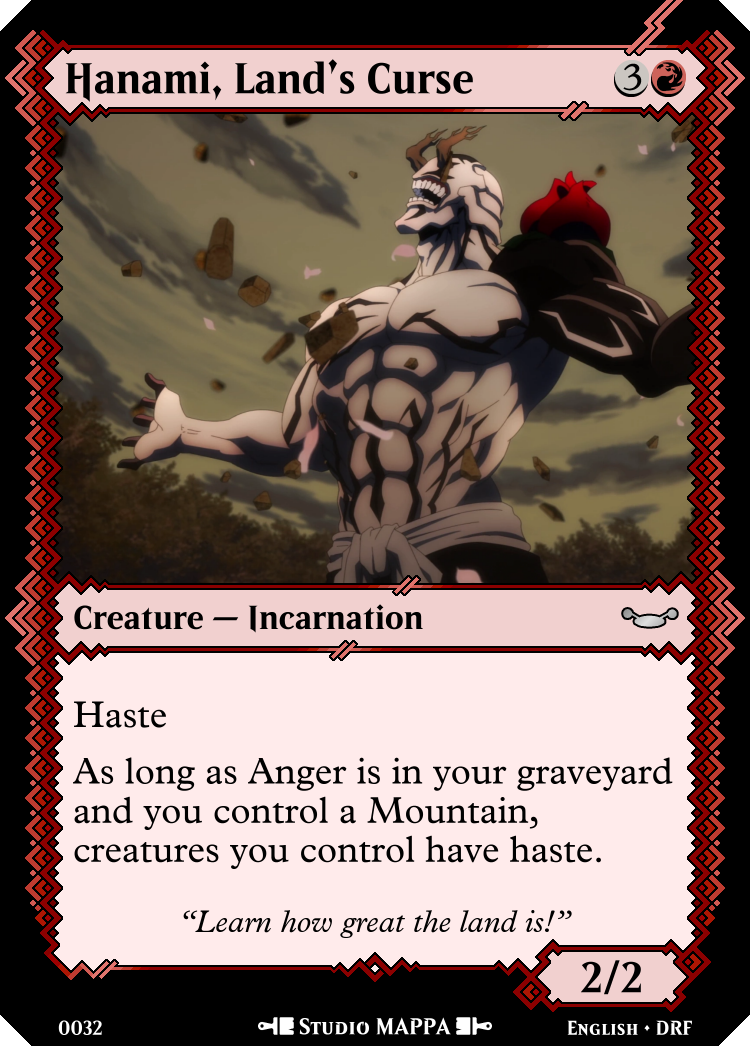 Hanami, Land's Curse 3
Creature — Incarnation
Haste
As long as Anger is in your graveyard
and you control a Mountain,
creatures you control have haste.
“Learn how great the land is!”
2/2
0032 Studio MAPPA English • DRF